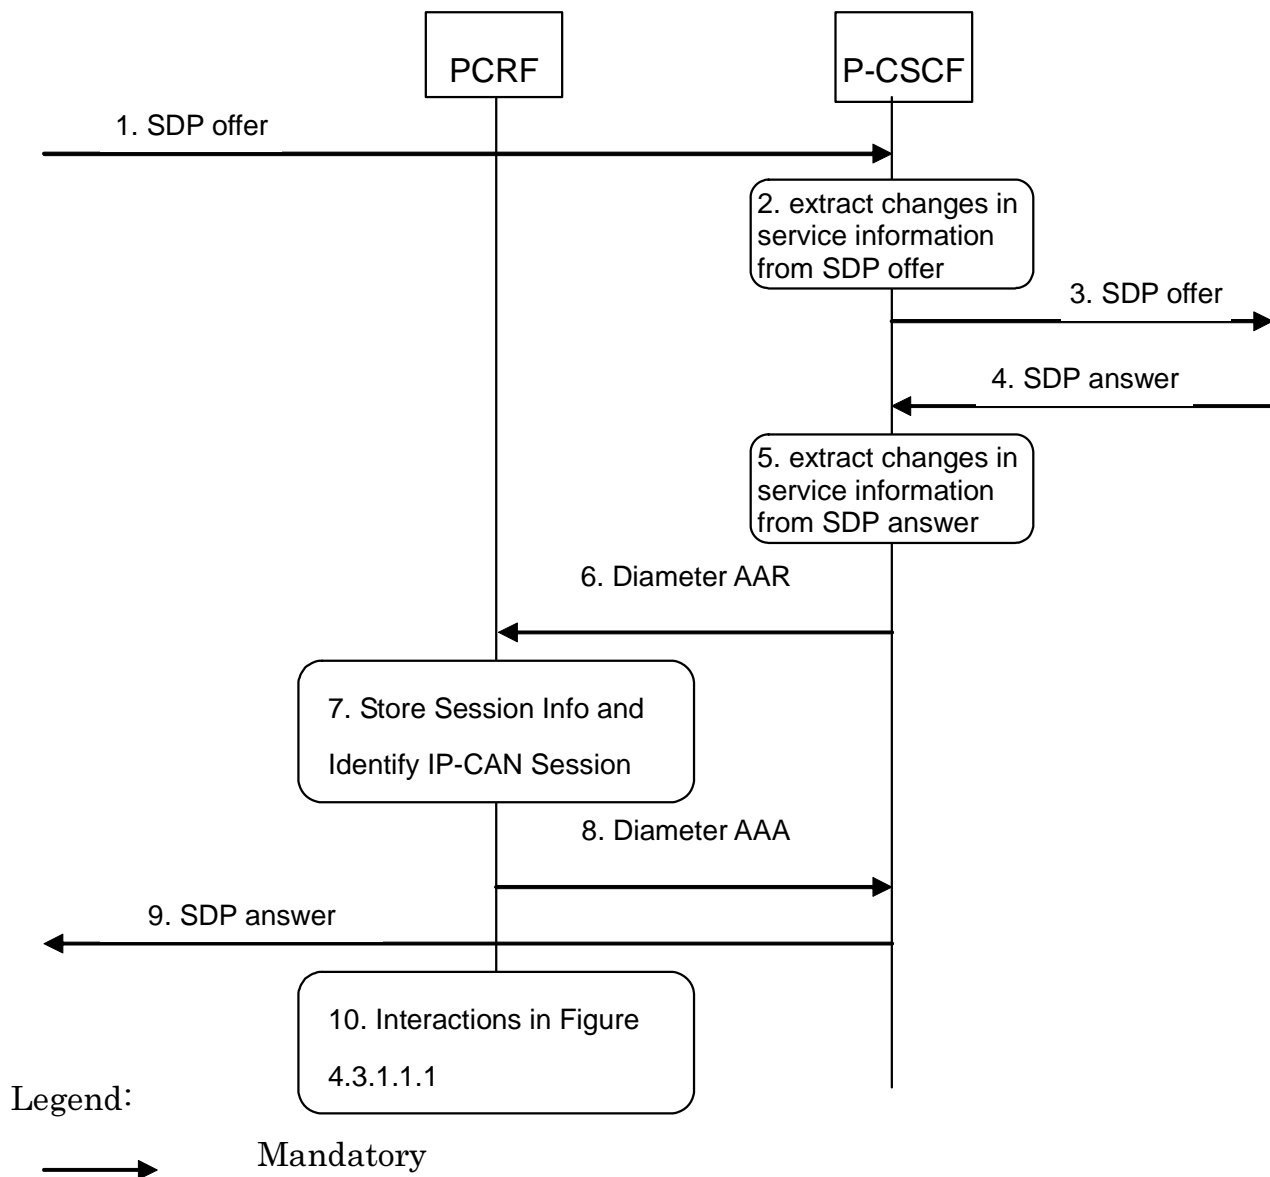 PCRF
P-CSCF
1. SDP offer
2. extract changes in
service information
from SDP offer
3. SDP offer
4. SDP answer
5. extract changes in
service information
from SDP answer
6. Diameter AAR
7. Store Session Info and
Identify IP-CAN Session
8. Diameter AAA
9. SDP answer
10. Interactions in Figure
4.3.1.1.1
Legend:
Mandatory